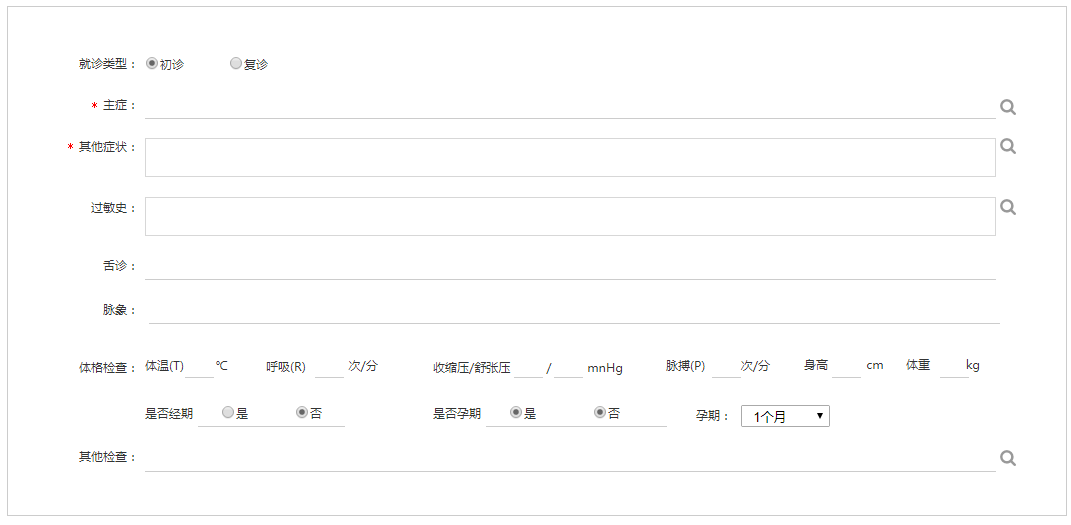 就诊类型： 初诊 复诊
* 主症：
* 其他症状：
过敏史：
舌诊：
脉象：
体格检查： 体温(T) ℃ 呼吸(R) 次/分 收缩压/舒张压 / mnHg 脉搏(P) 次/分 身高 cm 体重 kg
是否经期 是 否 是否孕期 是 否 孕期： 1个月
其他检查：